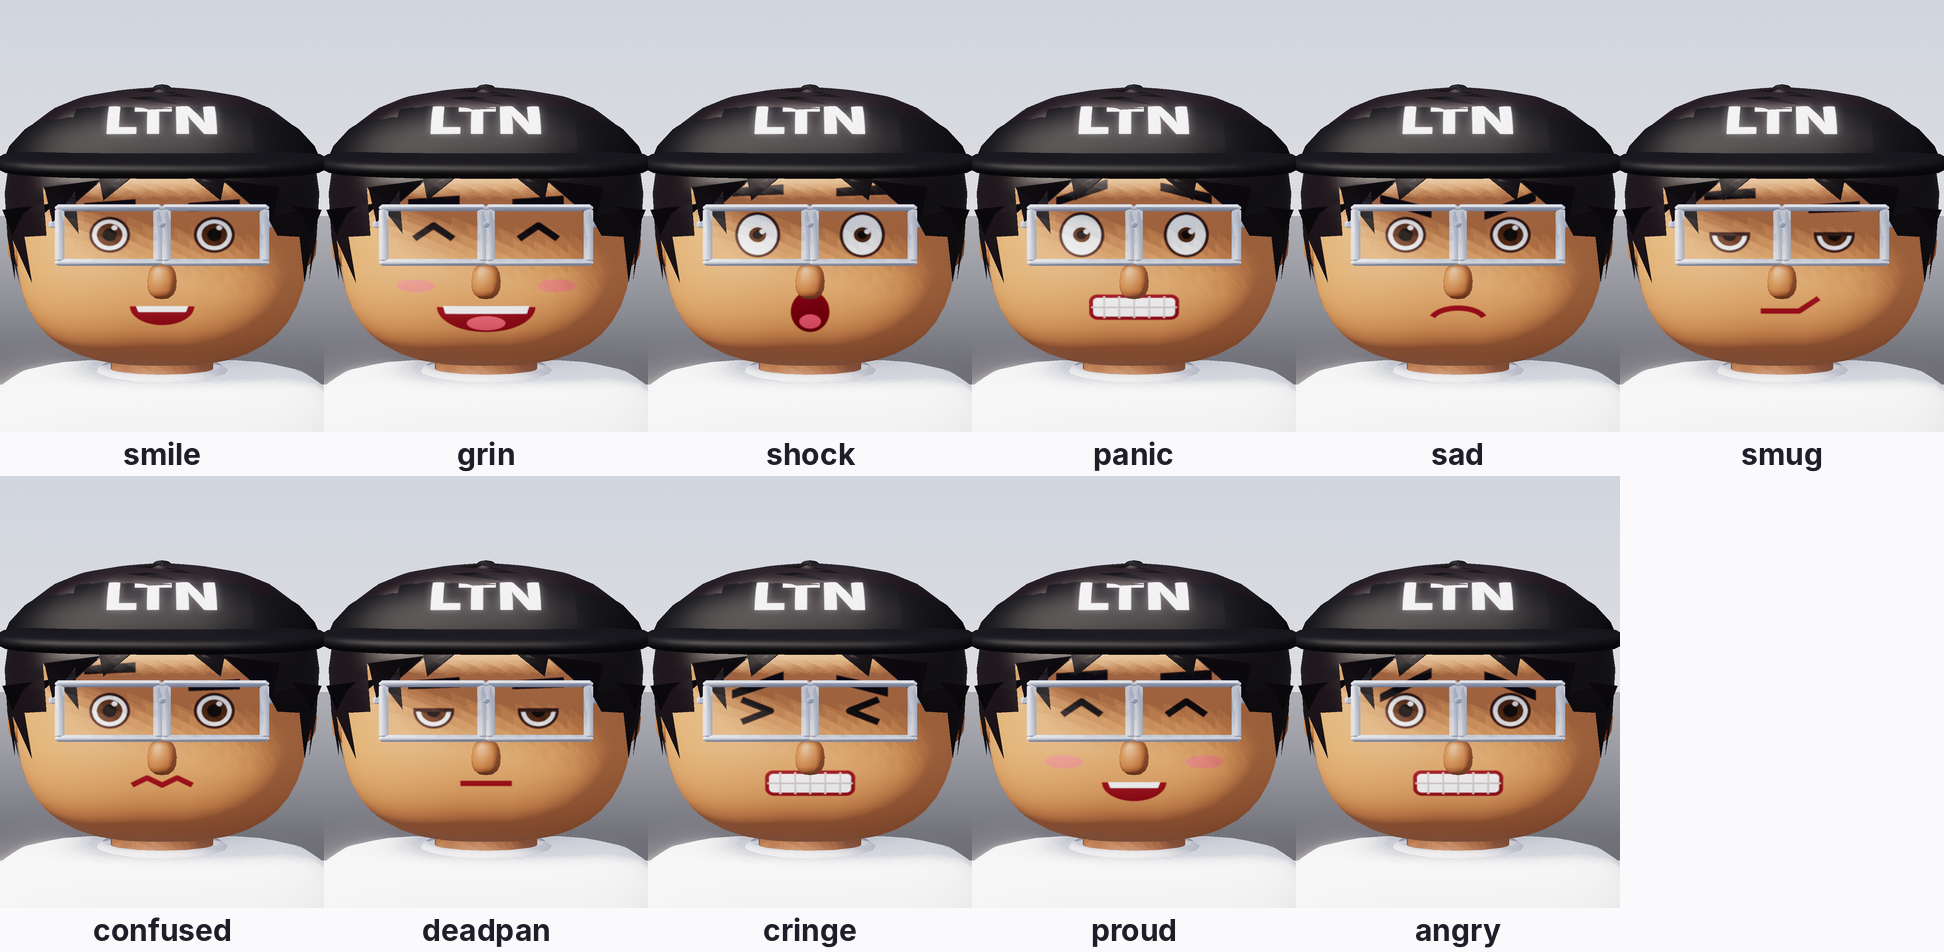 LTN LTN LTN LTN LTN LTN
smile grin shock panic sad smug
LTN LTN LTN LTN LTN
confused deadpan cringe proud angry